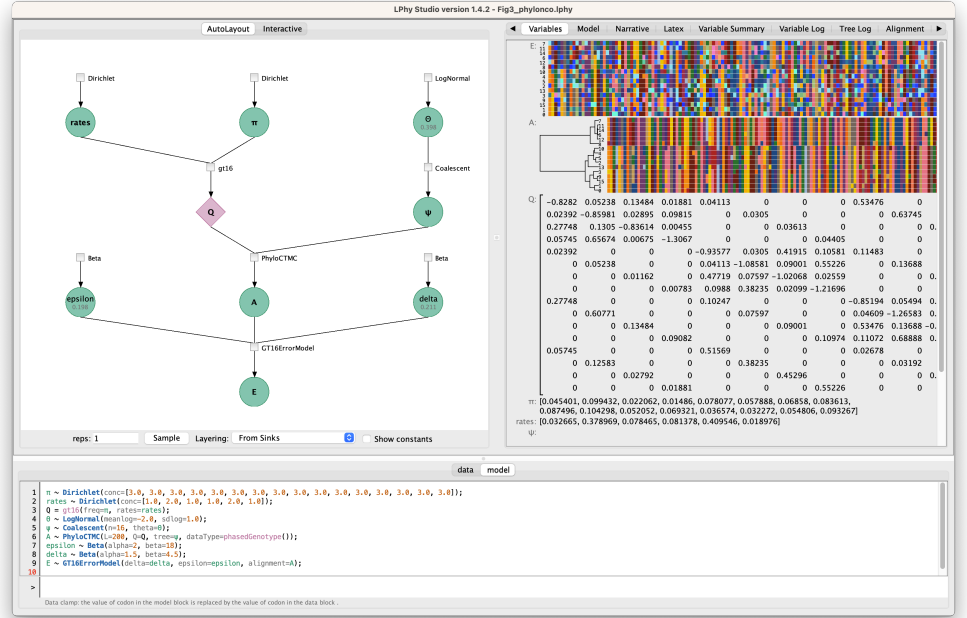 LPhy Studio version 1.4.2 - Fig3_phylonco.lphy
AutoLayout Interactive
Variables Model Narrative Latex Variable Summary Variable Log Tree Log Alignment
Dirichlet Dirichlet LogNormal
rates π Θ
0.198
gt16 Coalescent
Q ψ
Beta PhyloCTMC Beta
epsilon A delta
0.198 0.211
GT16ErrorModel
E
reps: 1 Sample Layering: From Sinks Show constants
E:
A:
Q:
-0.8282 0.05238 0.13484 0.01881 0.04113 0 0 0 0.53476 0
0.02392 -0.85981 0.02895 0.09815 0 0.0305 0 0 0 0.63745
0.27748 0.1305 -0.83614 0.00455 0 0 0.03613 0 0 0 0.
0.05745 0.65674 0.00675 -1.3067 0 0 0 0.04405 0 0
0.02392 0 0 0 -0.93577 0.0305 0.41915 0.10581 0.11483 0
0 0.05238 0 0 0.04113 -1.08581 0.09001 0.55226 0 0.13688
0 0 0.01162 0 0.47719 0.07597 -1.02068 0.02559 0 0 0.
0 0 0 0.00783 0.0988 0.38235 0.02099 -1.21696 0 0
0.27748 0 0 0 0.10247 0 0 0 -0.85194 0.05494 0.
0 0.60771 0 0 0 0.07597 0 0 0.04609 -1.26583 0.
0 0 0.13484 0 0 0 0.09001 0 0.53476 0.13688 -0.
0 0 0 0.09082 0 0 0 0.10974 0.11072 0.68888 0.
0.05745 0 0 0 0.51569 0 0 0 0.02678 0
0 0.12583 0 0 0 0.38235 0 0 0 0.03192
0 0 0.02792 0 0 0 0.45296 0 0 0 0.
0 0 0 0.01881 0 0 0 0.55226 0 0
π: [0.045401, 0.099432, 0.022062, 0.01486, 0.078077, 0.057888, 0.06858, 0.083613,
0.087496, 0.104298, 0.052052, 0.069321, 0.036574, 0.032272, 0.054806, 0.093267]
rates: [0.032665, 0.378969, 0.078465, 0.081378, 0.409546, 0.018976]
ψ:
data model
1 π ~ Dirichlet(conc=[3.0, 3.0, 3.0, 3.0, 3.0, 3.0, 3.0, 3.0, 3.0, 3.0, 3.0, 3.0, 3.0, 3.0, 3.0, 3.0]);
2 rates ~ Dirichlet(conc=[1.0, 2.0, 1.0, 1.0, 2.0, 1.0]);
3 Q = gt16(freq=π, rates=rates);
4 Θ ~ LogNormal(meanlog=-2.0, sdlog=1.0);
5 ψ ~ Coalescent(n=16, theta=Θ);
6 A ~ PhyloCTMC(L=200, Q=Q, tree=ψ, dataType=phasedGenotype());
7 epsilon ~ Beta(alpha=2, beta=18);
8 delta ~ Beta(alpha=1.5, beta=4.5);
9 E ~ GT16ErrorModel(delta=delta, epsilon=epsilon, alignment=A);
10
>
Data clamp: the value of codon in the model block is replaced by the value of codon in the data block .